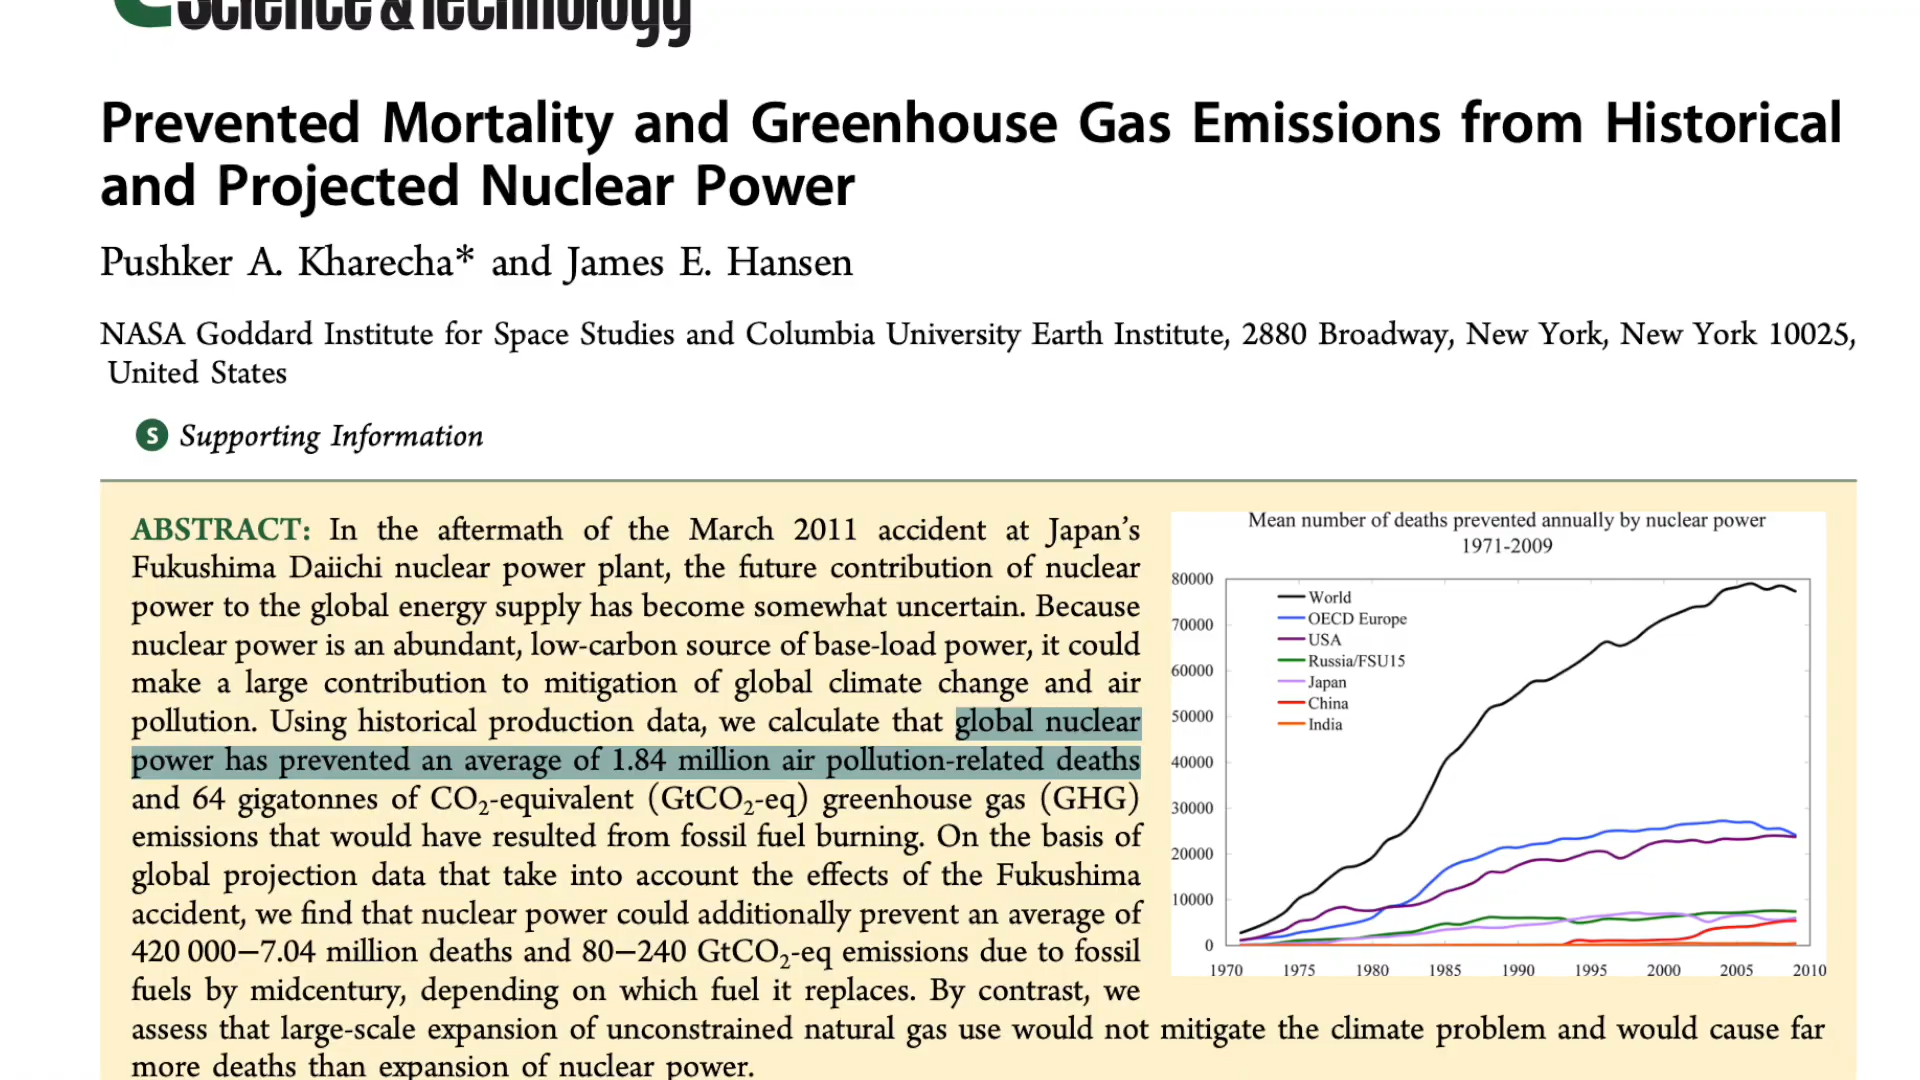 Science & Technology
Prevented Mortality and Greenhouse Gas Emissions from Historical
and Projected Nuclear Power
Pushker A. Kharecha* and James E. Hansen
NASA Goddard Institute for Space Studies and Columbia University Earth Institute, 2880 Broadway, New York, New York 10025,
United States
S Supporting Information
ABSTRACT: In the aftermath of the March 2011 accident at Japan's
Fukushima Daiichi nuclear power plant, the future contribution of nuclear
power to the global energy supply has become somewhat uncertain. Because
nuclear power is an abundant, low-carbon source of base-load power, it could
make a large contribution to mitigation of global climate change and air
pollution. Using historical production data, we calculate that global nuclear
power has prevented an average of 1.84 million air pollution-related deaths
and 64 gigatonnes of CO₂-equivalent (GtCO₂-eq) greenhouse gas (GHG)
emissions that would have resulted from fossil fuel burning. On the basis of
global projection data that take into account the effects of the Fukushima
accident, we find that nuclear power could additionally prevent an average of
420 000−7.04 million deaths and 80−240 GtCO₂-eq emissions due to fossil
fuels by midcentury, depending on which fuel it replaces. By contrast, we
assess that large-scale expansion of unconstrained natural gas use would not mitigate the climate problem and would cause far
more deaths than expansion of nuclear power.
Mean number of deaths prevented annually by nuclear power
1971-2009
80000
70000
60000
50000
40000
30000
20000
10000
0
World
OECD Europe
USA
Russia/FSU15
Japan
China
India
1970 1975 1980 1985 1990 1995 2000 2005 2010